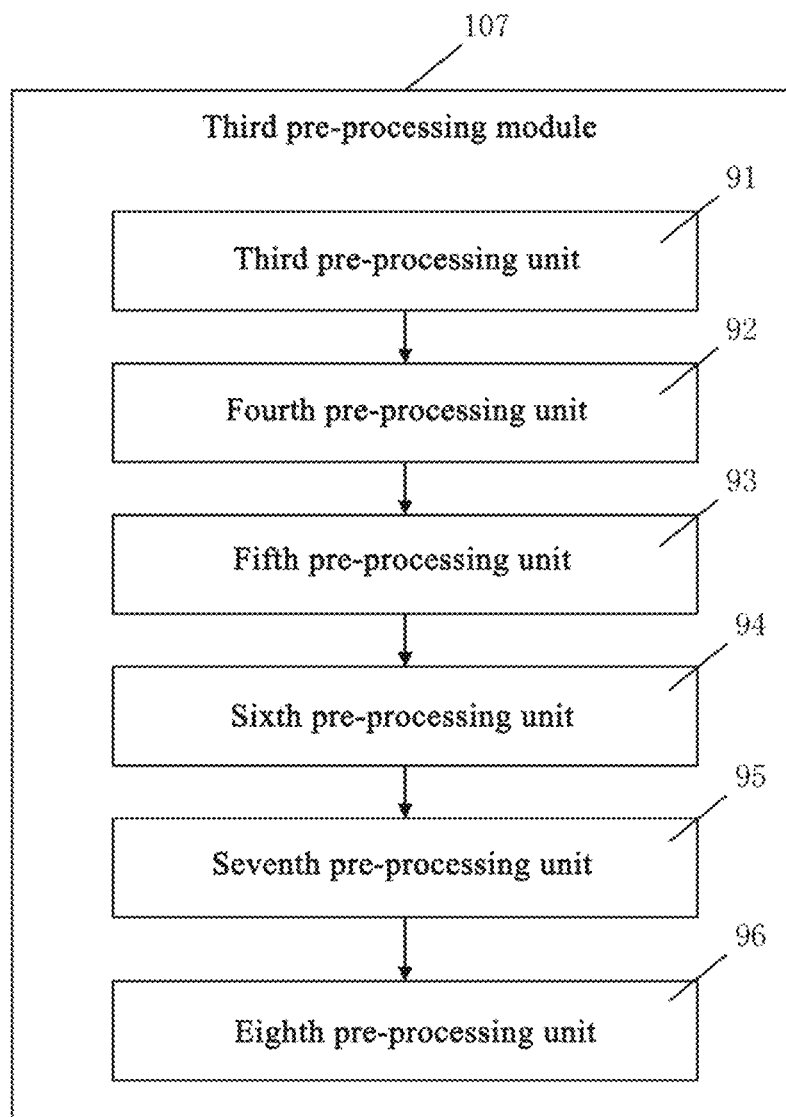 107
Third pre-processing module
91
Third pre-processing unit
92
Fourth pre-processing unit
93
Fifth pre-processing unit
94
Sixth pre-processing unit
95
Seventh pre-processing unit
96
Eighth pre-processing unit